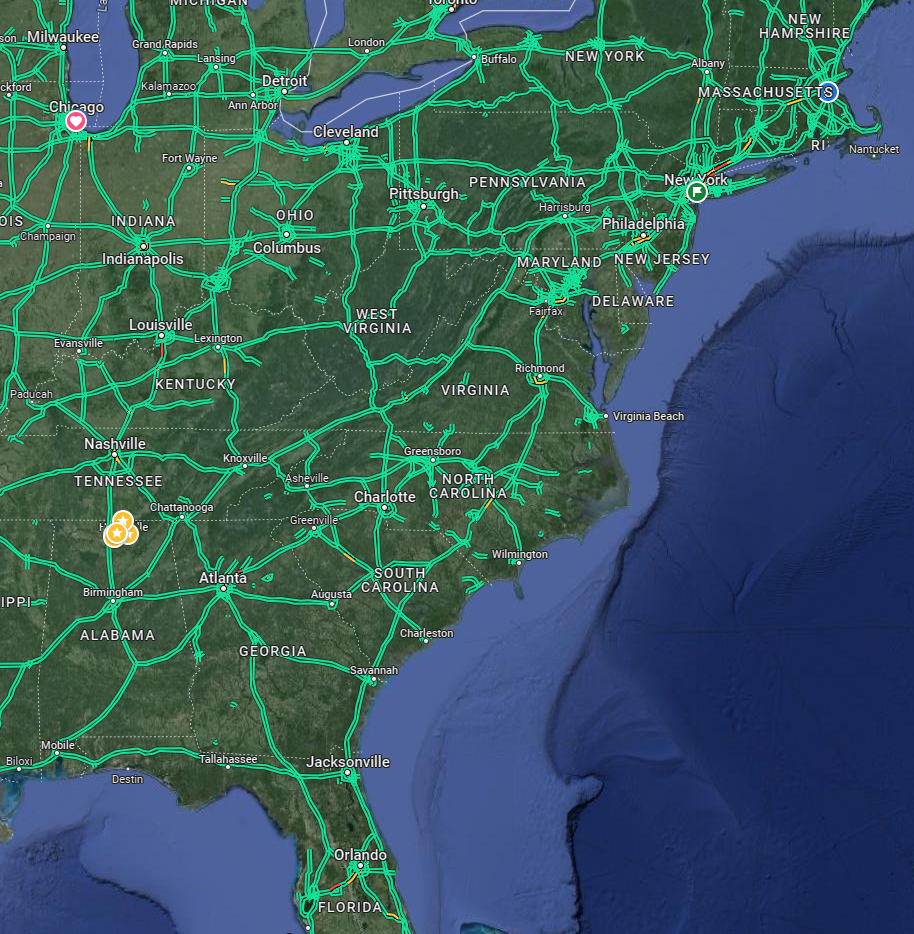 MICHIGAN
Toronto
NEW
HAMPSHIRE
Milwaukee
Grand Rapids
London
Lansing
Buffalo
NEW YORK
Albany
Detroit
Kalamazoo
Ann Arbor
ckford
MASSACHUSETTS
Chicago
Cleveland
RI
Nantucket
Fort Wayne
New York
PENNSYLVANIA
Pittsburgh
Harrisburg
OIS
INDIANA
OHIO
Philadelphia
Champaign
Columbus
Indianapolis
MARYLAND
NEW JERSEY
DELAWARE
Fairfax
WEST
VIRGINIA
Louisville
Lexington
Evansville
Richmond
KENTUCKY
VIRGINIA
Paducah
Virginia Beach
Nashville
Knoxville
Greensboro
TENNESSEE
Asheville
NORTH
CAROLINA
Charlotte
Chattanooga
Greenville
H
le
Wilmington
Atlanta
SOUTH
CAROLINA
Birmingham
Augusta
IPPI
ALABAMA
Charleston
GEORGIA
Savannah
Mobile
Biloxi
Tallahassee
Jacksonville
Destin
Orlando
FLORIDA